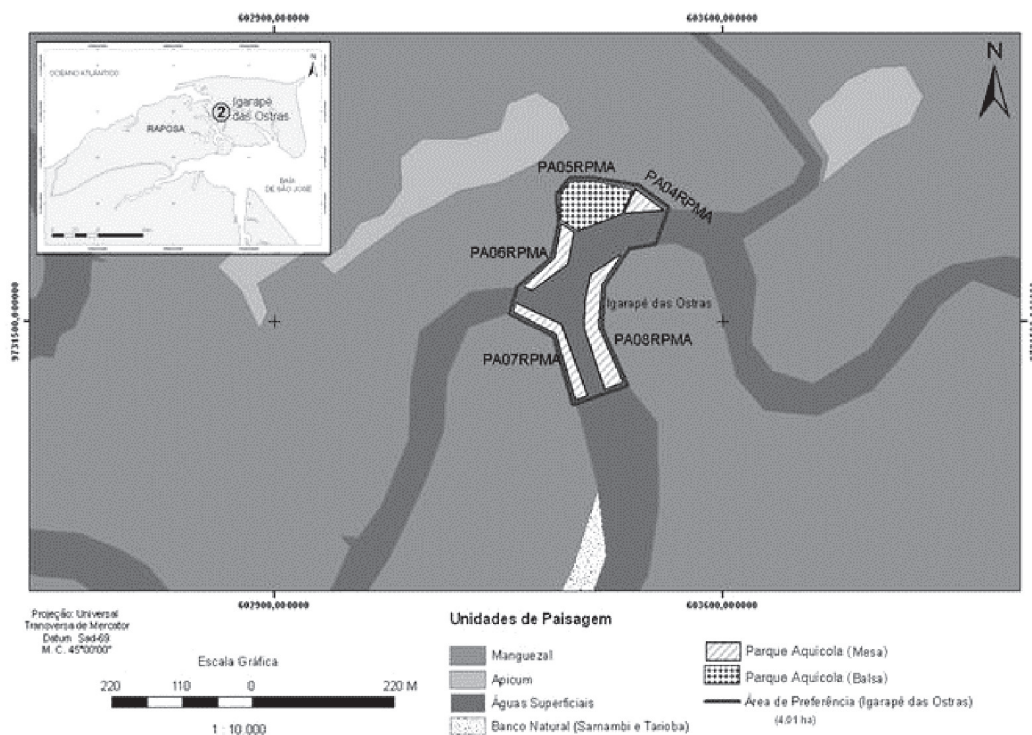 602900,000000
603600,000000
OCEANO ATLÂNTICO
N
2
Igarapé
das Ostras
RAPOSA
BAÍA
DE SÃO JOSÉ
N
PA05RPMA
PA04RPMA
PA06RPMA
Igarapé das Ostras
PA07RPMA
PA08RPMA
9731500,000000
602900,000000
603600,000000
Projeção: Universal
Transversa de Mercator
Datum Sad-69
M. C. 45°00'00"
Escala Gráfica
220 110 0 220 M
1 : 10 000
Unidades de Paisagem
Manguezal
Apicum
Águas Superficiais
Banco Natural (Sarnambi e Tarioba)
Parque Aquícola (Mesa)
Parque Aquícola (Balsa)
Área de Preferência (Igarapé das Ostras)
(4,01 ha)